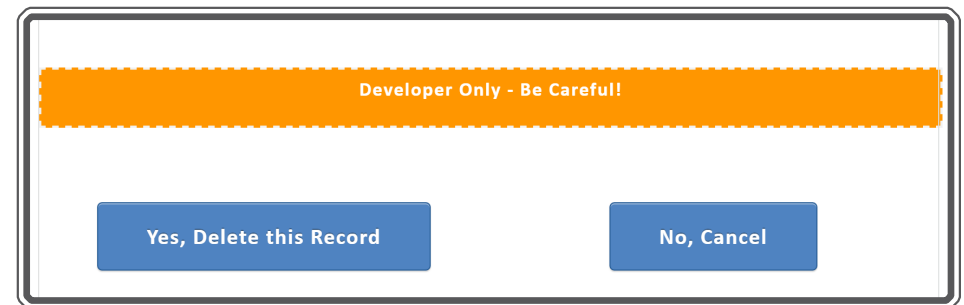 Developer Only - Be Careful!
Yes, Delete this Record
No, Cancel